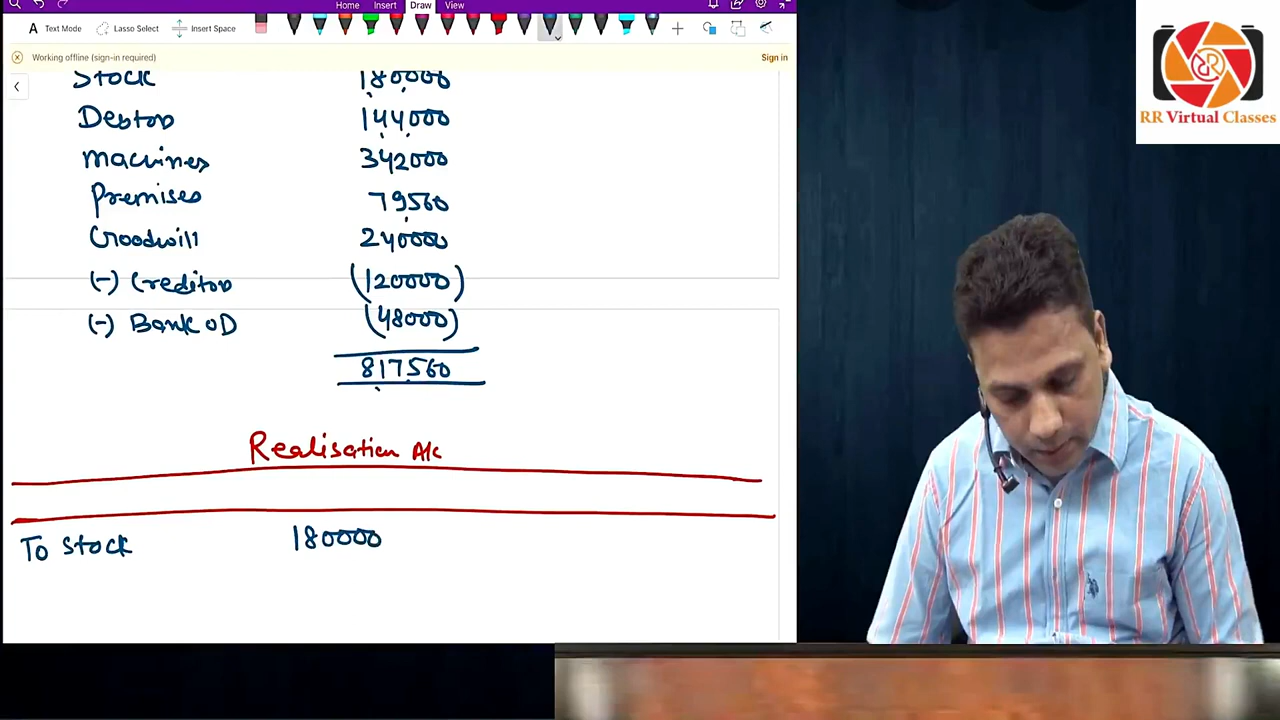 Home Insert Draw View
A Text Mode Lasso Select Insert Space
Working offline (sign-in required) Sign in
Stock 180000
Debtors 144000
Machines 342000
Premises 79560
Goodwill 240000
(-) Creditors (120000)
(-) Bank OD (48000)
817560
Realisation A/c
To Stock 180000
RR
RR Virtual Classes